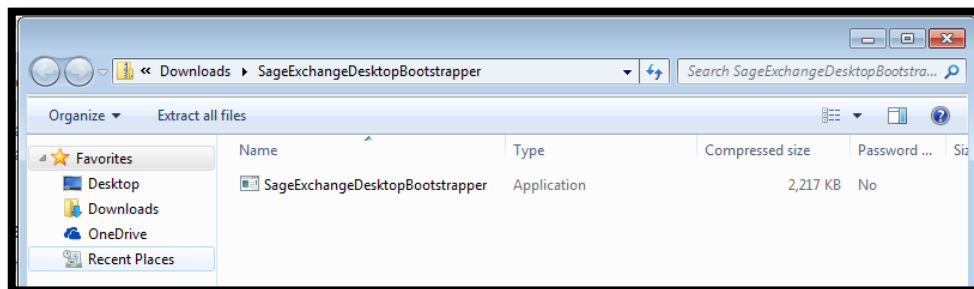 « Downloads ▸ SageExchangeDesktopBootstrapper
Search SageExchangeDesktopBootstra...
Organize Extract all files
Favorites
Desktop
Downloads
OneDrive
Recent Places
Name Type Compressed size Password ... Siz
SageExchangeDesktopBootstrapper Application 2,217 KB No